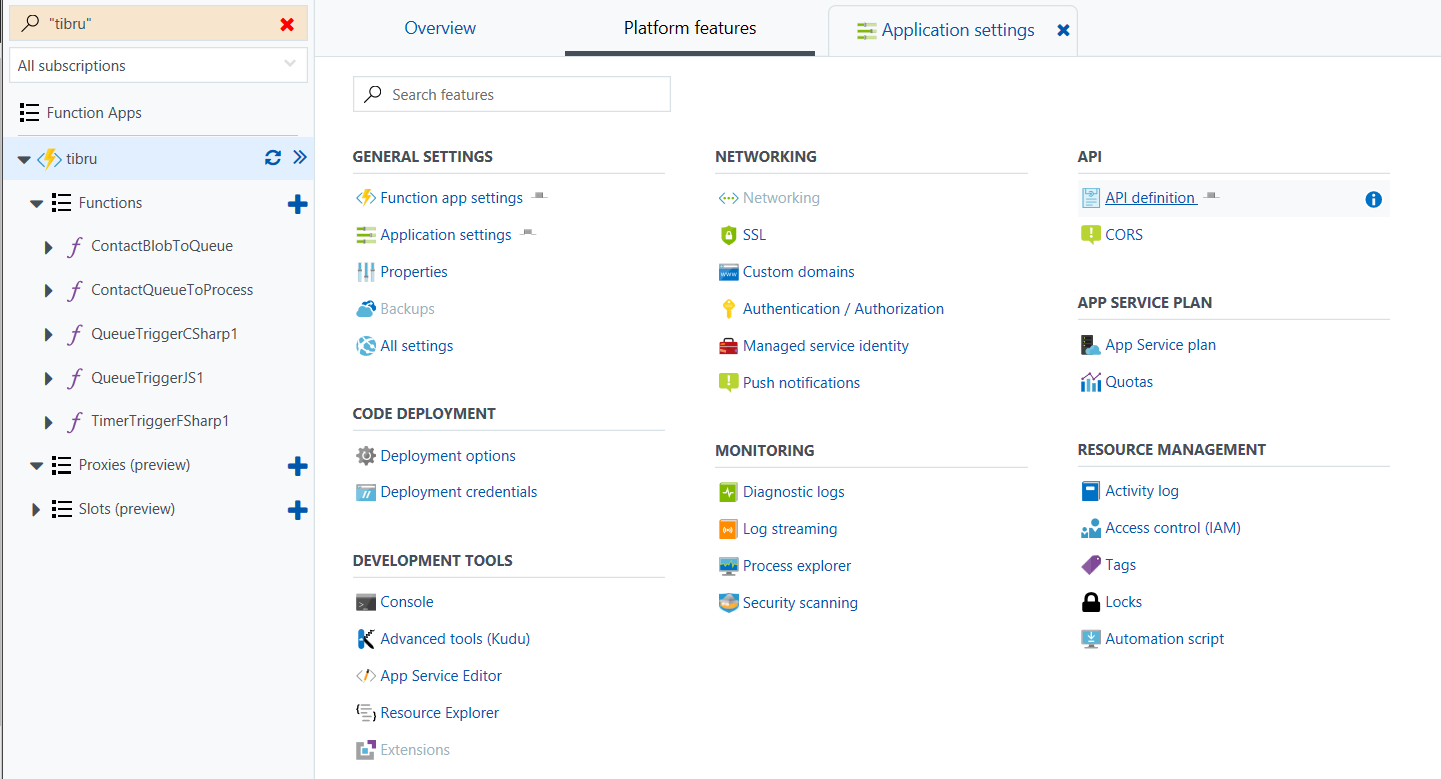 "tibru"
All subscriptions
Function Apps
tibru
Functions
ContactBlobToQueue
ContactQueueToProcess
QueueTriggerCSharp1
QueueTriggerJS1
TimerTriggerFSharp1
Proxies (preview)
Slots (preview)
Overview
Platform features
Application settings
Search features
GENERAL SETTINGS
Function app settings
Application settings
Properties
Backups
All settings
CODE DEPLOYMENT
Deployment options
Deployment credentials
DEVELOPMENT TOOLS
Console
Advanced tools (Kudu)
App Service Editor
Resource Explorer
Extensions
NETWORKING
Networking
SSL
Custom domains
Authentication / Authorization
Managed service identity
Push notifications
MONITORING
Diagnostic logs
Log streaming
Process explorer
Security scanning
API
API definition
CORS
APP SERVICE PLAN
App Service plan
Quotas
RESOURCE MANAGEMENT
Activity log
Access control (IAM)
Tags
Locks
Automation script